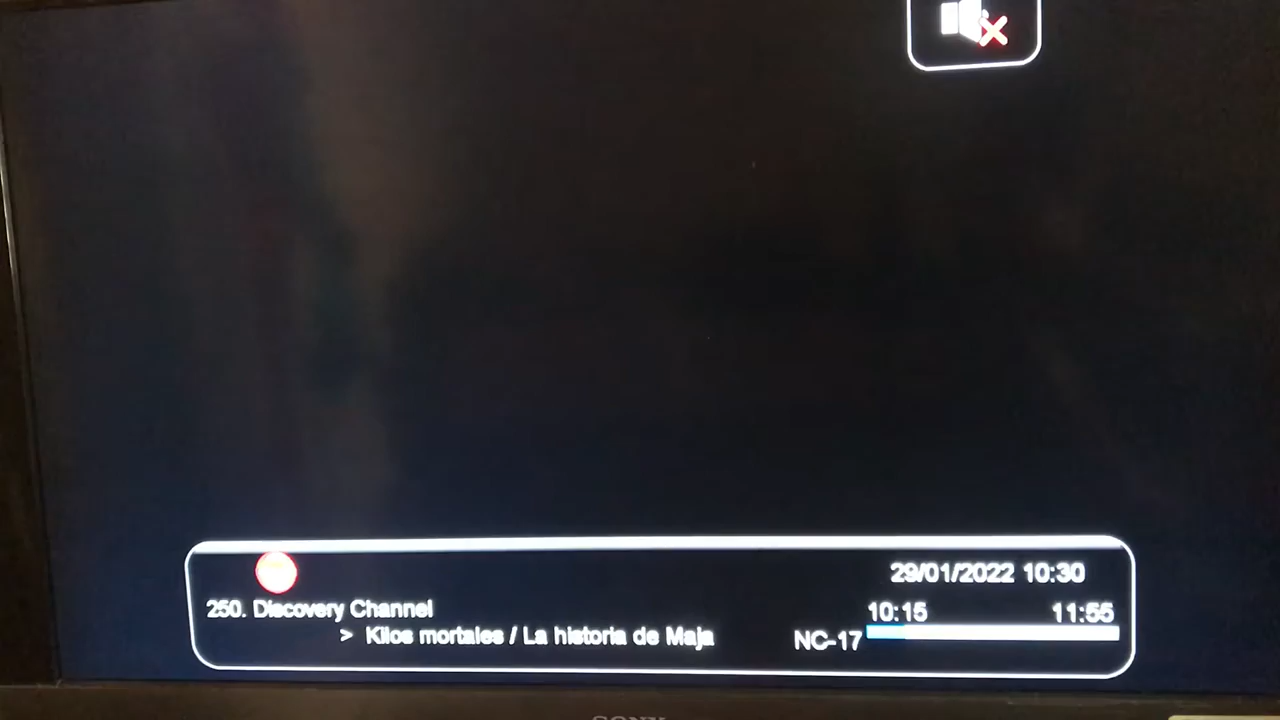 29/01/2022 10:30
250. Discovery Channel
10:15 11:55
> Kilos mortales / La historia de Maja
NC-17
SONY